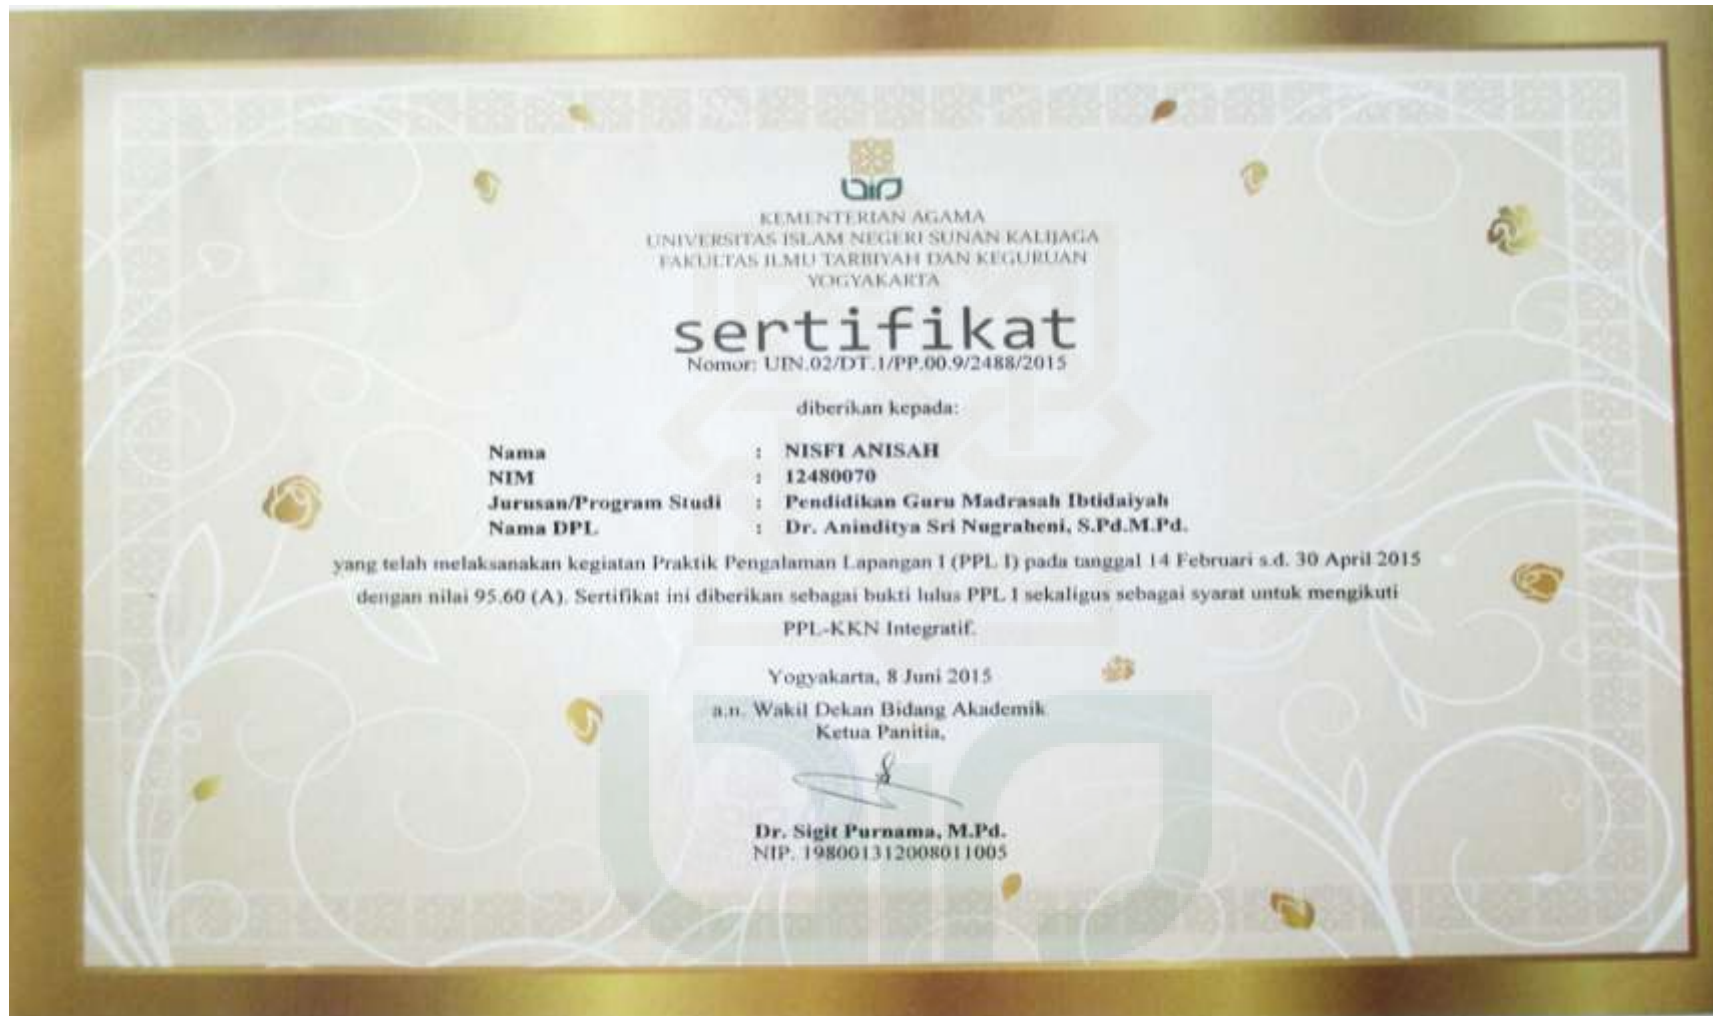 uin
KEMENTERIAN AGAMA
UNIVERSITAS ISLAM NEGERI SUNAN KALIJAGA
FAKULTAS ILMU TARBIYAH DAN KEGURUAN
YOGYAKARTA
sertifikat
Nomor: UIN.02/DT.1/PP.00.9/2488/2015
diberikan kepada:
Nama : NISFI ANISAH
NIM : 12480070
Jurusan/Program Studi : Pendidikan Guru Madrasah Ibtidaiyah
Nama DPL : Dr. Aninditya Sri Nugraheni, S.Pd.M.Pd.
yang telah melaksanakan kegiatan Praktik Pengalaman Lapangan I (PPL I) pada tanggal 14 Februari s.d. 30 April 2015
dengan nilai 95.60 (A). Sertifikat ini diberikan sebagai bukti lulus PPL I sekaligus sebagai syarat untuk mengikuti
PPL-KKN Integratif.
Yogyakarta, 8 Juni 2015
a.n. Wakil Dekan Bidang Akademik
Ketua Panitia,
Dr. Sigit Purnama, M.Pd.
NIP. 198001312008011005